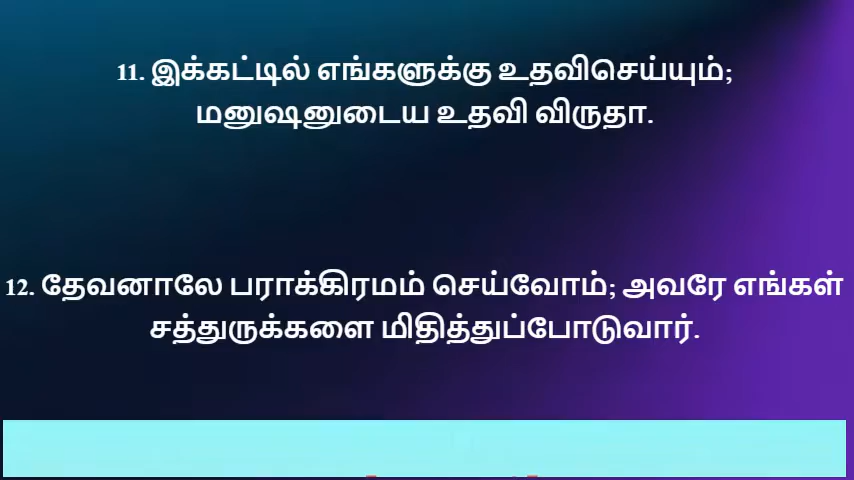 11. இக்கட்டில் எங்களுக்கு உதவிசெய்யும்;
மனுஷனுடைய உதவி விருதா.
12. தேவனாலே பராக்கிரமம் செய்வோம்; அவரே எங்கள்
சத்துருக்களை மிதித்துப்போடுவார்.